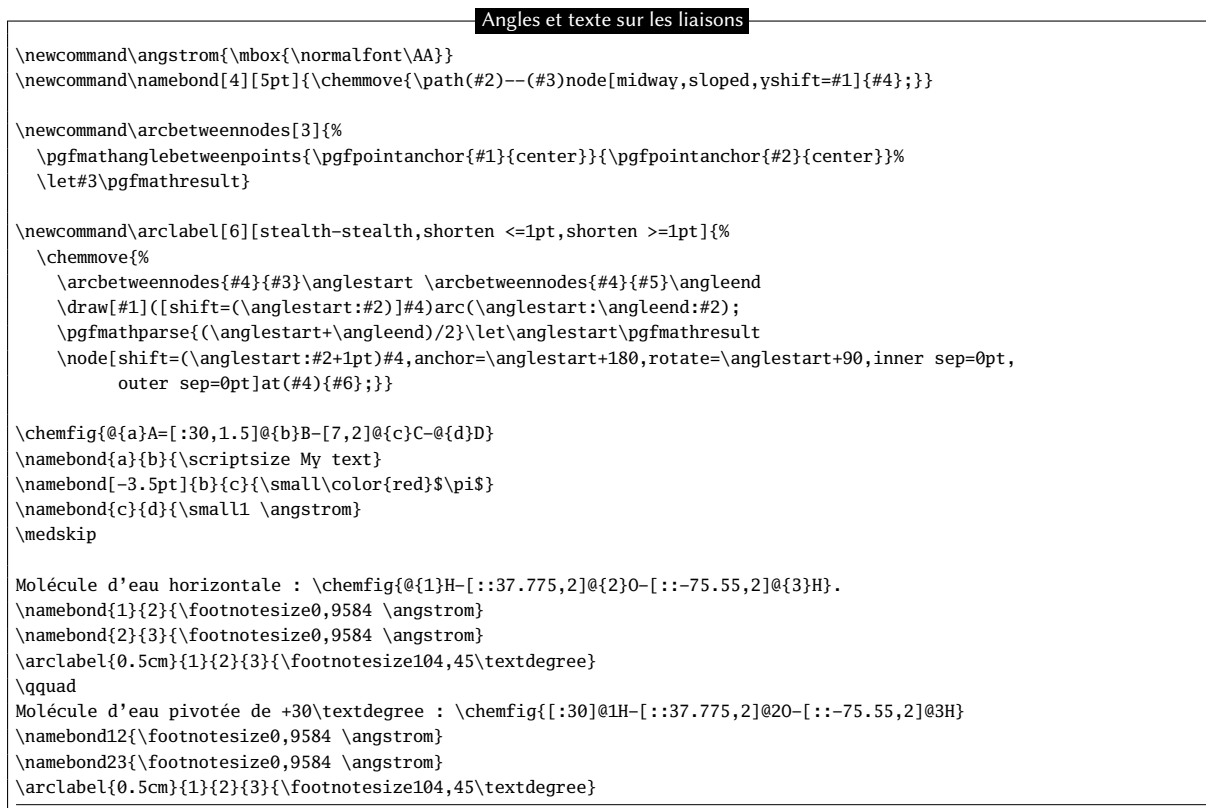 Angles et texte sur les liaisons
\newcommand\angstrom{\mbox{\normalfont\AA}}
\newcommand\namebond[4][5pt]{\chemmove{\path(#2)--(#3)node[midway,sloped,yshift=#1]{#4};}}
\newcommand\arcbetweennodes[3]{%
  \pgfmathanglebetweenpoints{\pgfpointanchor{#1}{center}}{\pgfpointanchor{#2}{center}}%
  \let#3\pgfmathresult}
\newcommand\arclabel[6][stealth-stealth,shorten <=1pt,shorten >=1pt]{%
  \chemmove{%
    \arcbetweennodes{#4}{#3}\anglestart \arcbetweennodes{#4}{#5}\angleend
    \draw[#1]([shift=(\anglestart:#2)]#4)arc(\anglestart:\angleend:#2);
    \pgfmathparse{(\anglestart+\angleend)/2}\let\anglestart\pgfmathresult
    \node[shift=(\anglestart:#2+1pt)#4,anchor=\anglestart+180,rotate=\anglestart+90,inner sep=0pt,
          outer sep=0pt]at(#4){#6};}}
\chemfig{@{a}A=[:30,1.5]@{b}B-[7,2]@{c}C-@{d}D}
\namebond{a}{b}{\scriptsize My text}
\namebond[-3.5pt]{b}{c}{\small\color{red}$\pi$}
\namebond{c}{d}{\small1 \angstrom}
\medskip
Molécule d'eau horizontale : \chemfig{@{1}H-[::37.775,2]@{2}O-[::-75.55,2]@{3}H}.
\namebond{1}{2}{\footnotesize0,9584 \angstrom}
\namebond{2}{3}{\footnotesize0,9584 \angstrom}
\arclabel{0.5cm}{1}{2}{3}{\footnotesize104,45\textdegree}
\qquad
Molécule d'eau pivotée de +30\textdegree : \chemfig{[:30]@1H-[::37.775,2]@2O-[::-75.55,2]@3H}
\namebond12{\footnotesize0,9584 \angstrom}
\namebond23{\footnotesize0,9584 \angstrom}
\arclabel{0.5cm}{1}{2}{3}{\footnotesize104,45\textdegree}